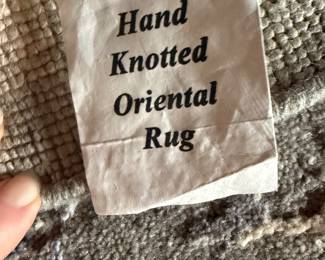 Hand
Knotted
Oriental
Rug